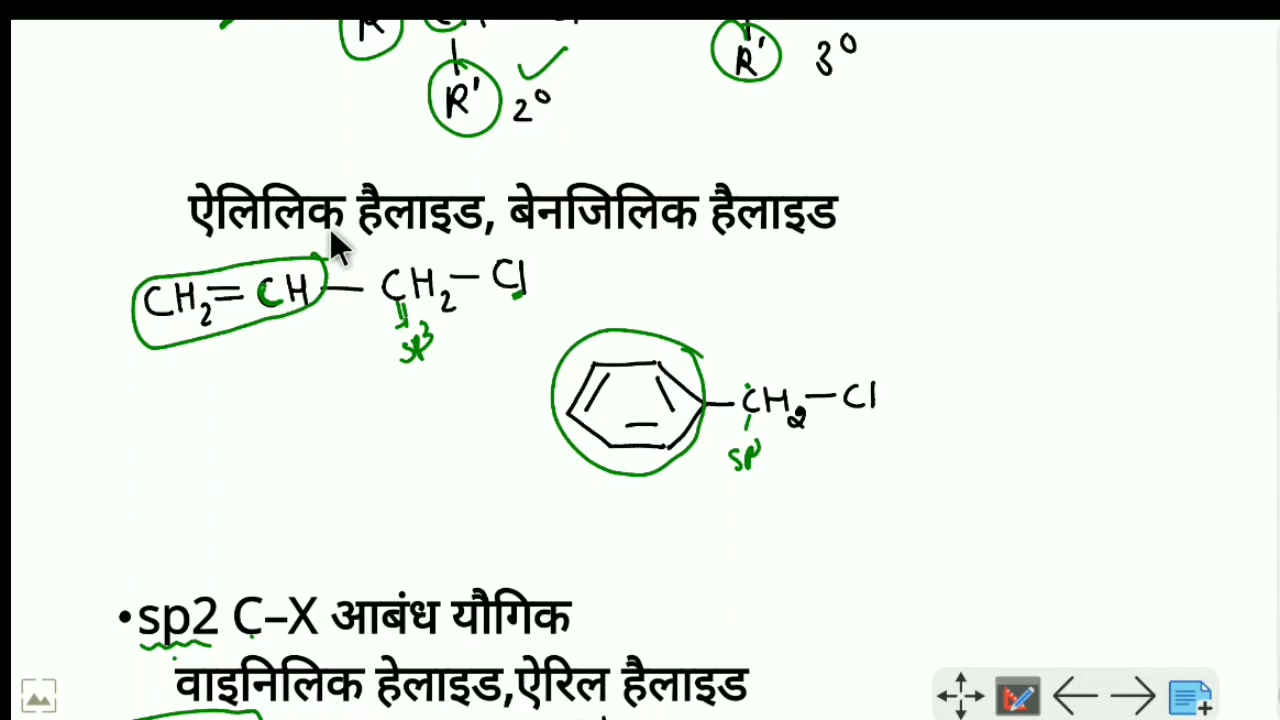 R'
R' 3°
2°
ऐलिलिक हैलाइड, बेनजिलिक हैलाइड
CH₂=CH—CH₂—Cl
sp³
CH₂—Cl
sp³
•sp2 C–X आबंध यौगिक
वाइनिलिक हेलाइड,ऐरिल हैलाइड